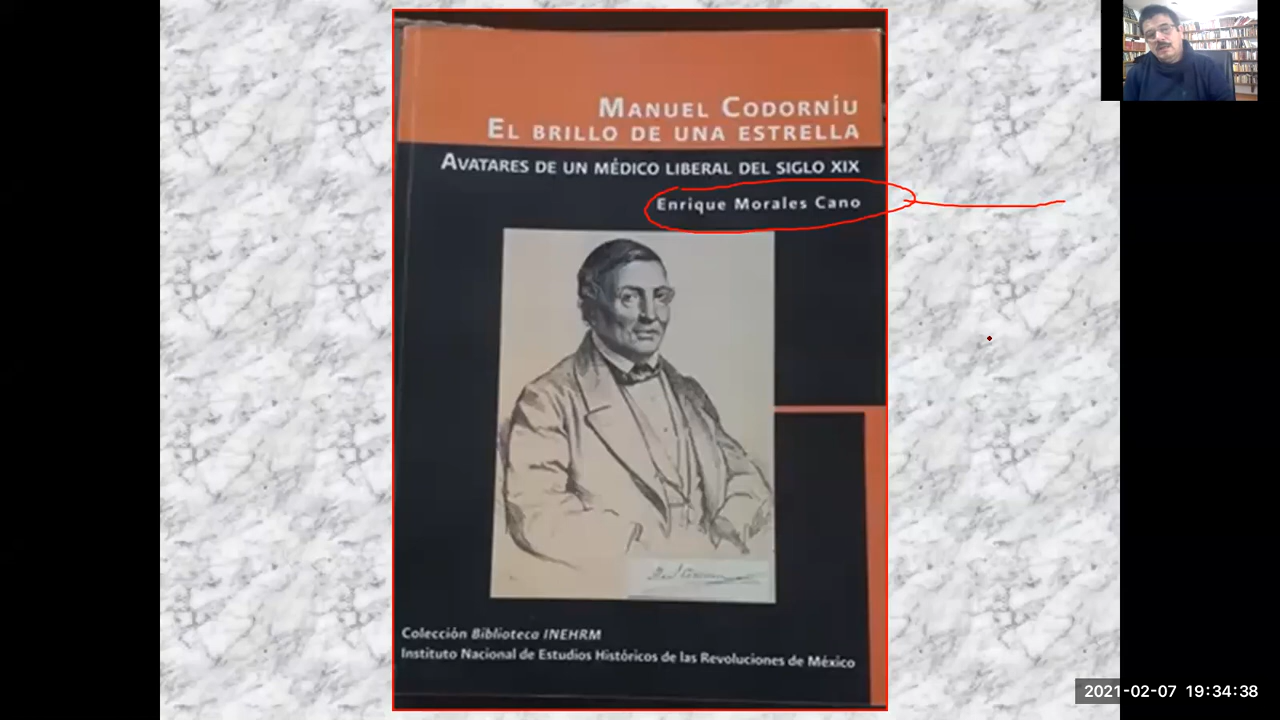 MANUEL CODORNÍU
EL BRILLO DE UNA ESTRELLA
AVATARES DE UN MÉDICO LIBERAL DEL SIGLO XIX
Enrique Morales Cano
Colección Biblioteca INEHRM
Instituto Nacional de Estudios Históricos de las Revoluciones de México
2021-02-07 19:34:38